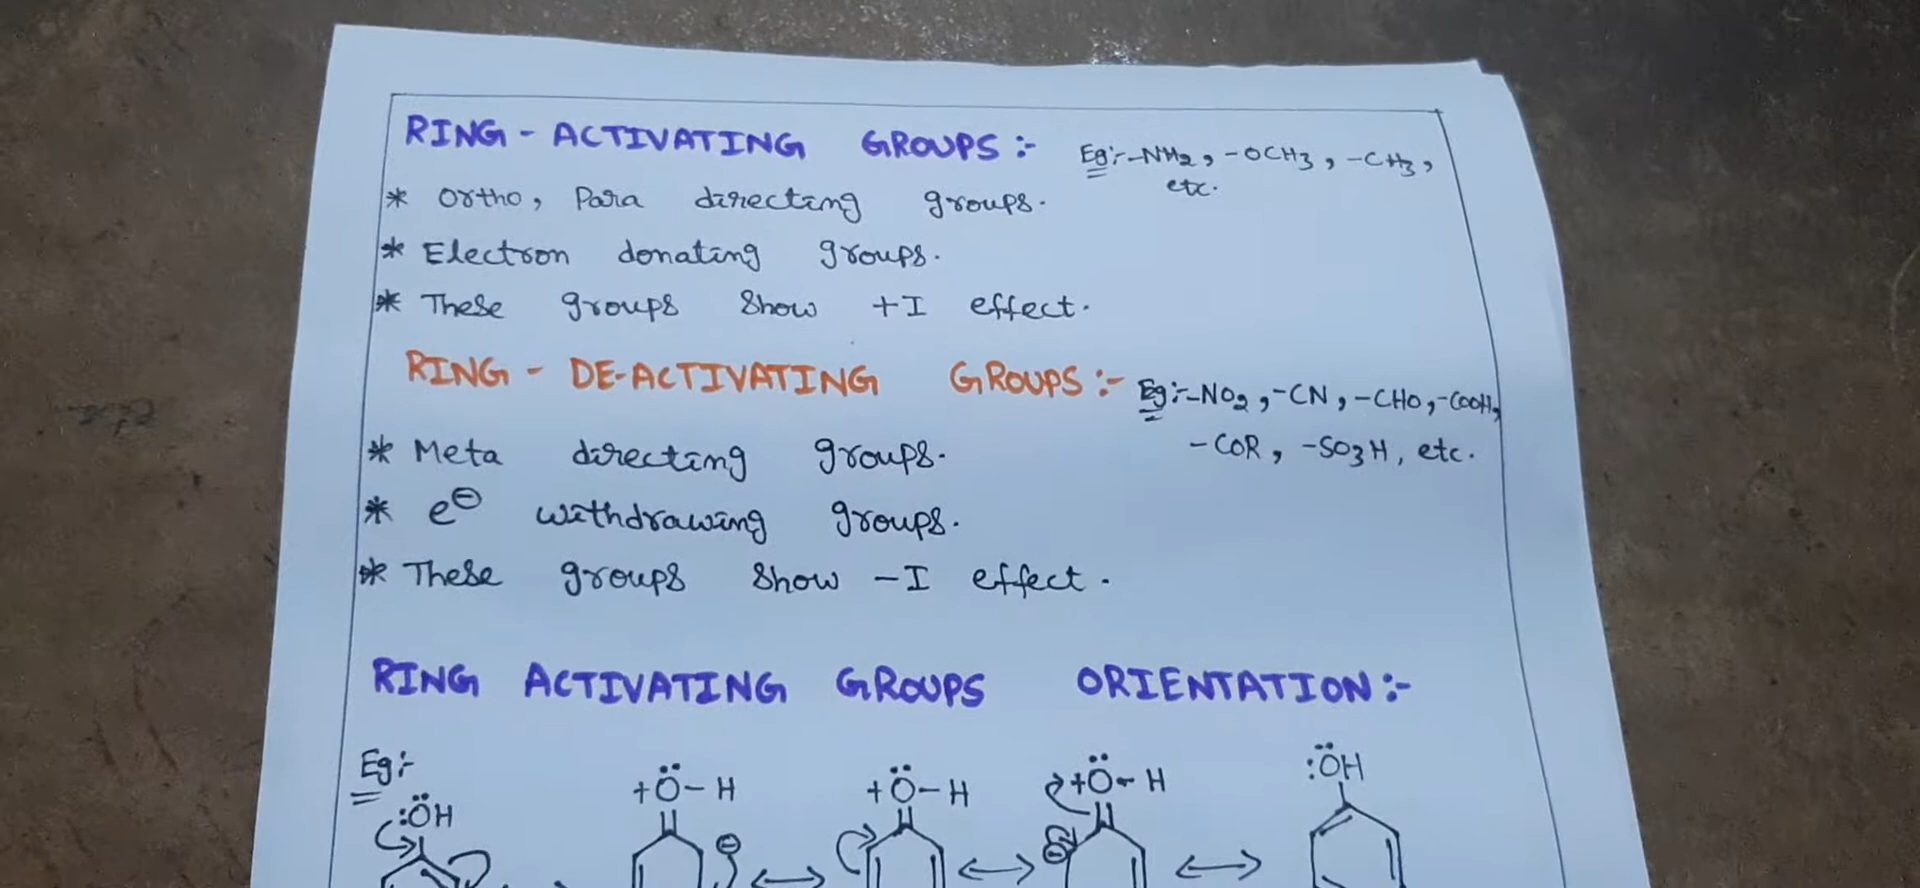 RING - ACTIVATING GROUPS :- Eg:- -NH2, -OCH3, -CH3,
etc.
* Ortho, Para directing groups.
* Electron donating groups.
* These groups show +I effect.
RING - DE-ACTIVATING GROUPS :- Eg:- -NO2, -CN, -CHO, -COOH,
-COR, -SO3H, etc.
* Meta directing groups.
* e⊖ withdrawing groups.
* These groups show -I effect.
RING ACTIVATING GROUPS ORIENTATION :-
Eg:-
:ÖH +Ö-H +Ö-H +Ö-H :ÖH